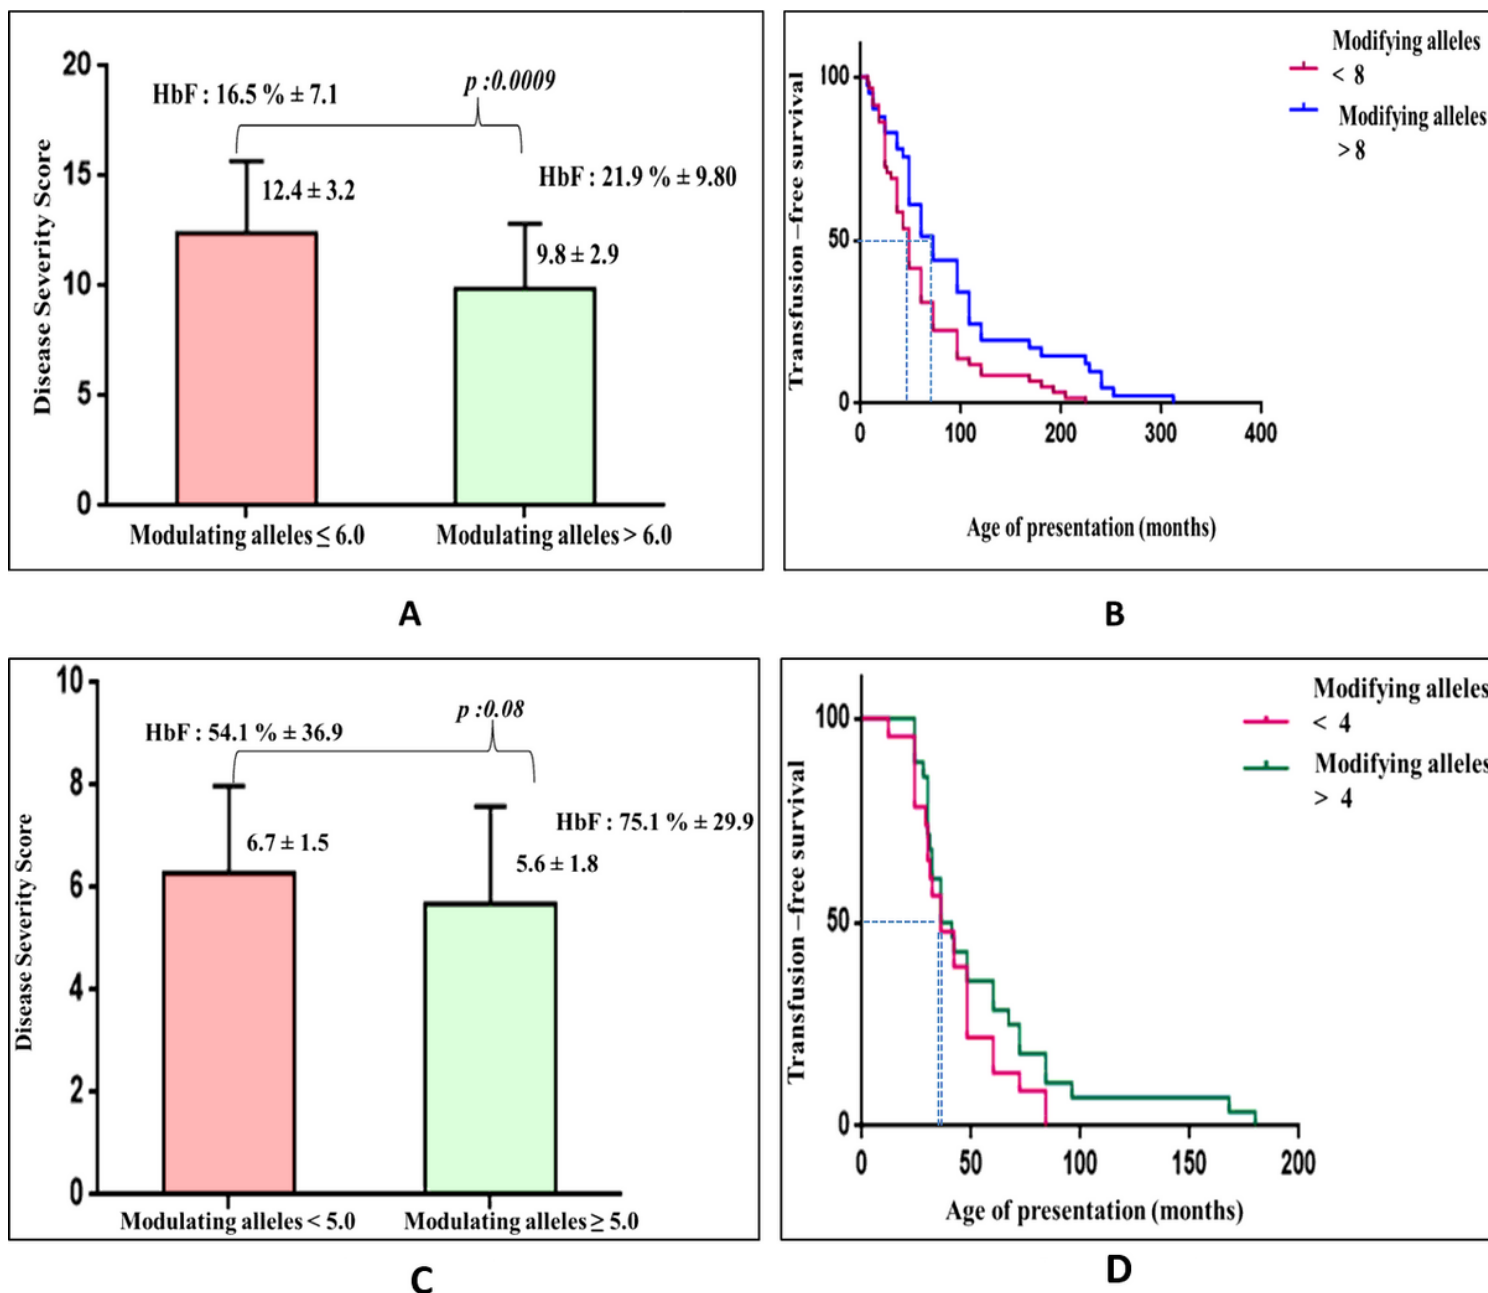 20
15
10
5
0
Disease Severity Score
HbF : 16.5 % ± 7.1
p :0.0009
12.4 ± 3.2
HbF : 21.9 % ± 9.80
9.8 ± 2.9
Modulating alleles ≤ 6.0
Modulating alleles > 6.0
A
Transfusion –free survival
100
50
0
0
100
200
300
400
Age of presentation (months)
Modifying alleles
< 8
Modifying alleles
> 8
B
10
8
6
4
2
0
Disease Severity Score
HbF : 54.1 % ± 36.9
p :0.08
6.7 ± 1.5
HbF : 75.1 % ± 29.9
5.6 ± 1.8
Modulating alleles < 5.0
Modulating alleles ≥ 5.0
C
Transfusion –free survival
100
50
0
0
50
100
150
200
Age of presentation (months)
Modifying alleles
< 4
Modifying alleles
> 4
D